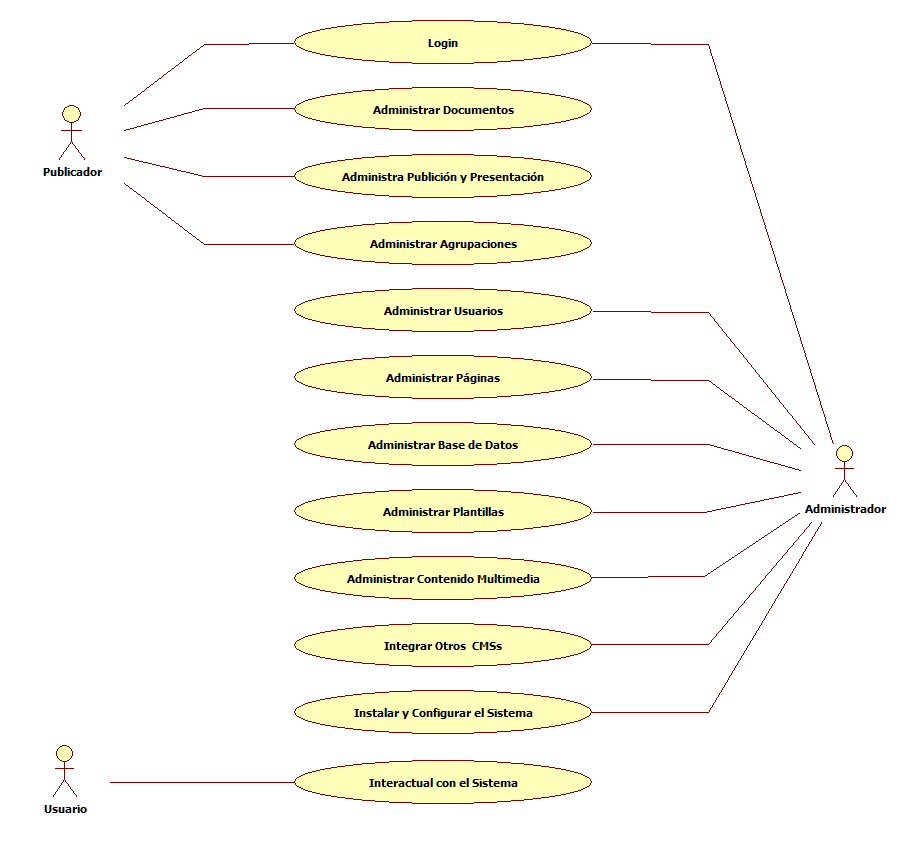 Login
Administrar Documentos
Publicador
Administra Publición y Presentación
Administrar Agrupaciones
Administrar Usuarios
Administrar Páginas
Administrar Base de Datos
Administrar Plantillas
Administrador
Administrar Contenido Multimedia
Integrar Otros CMSs
Instalar y Configurar el Sistema
Interactual con el Sistema
Usuario